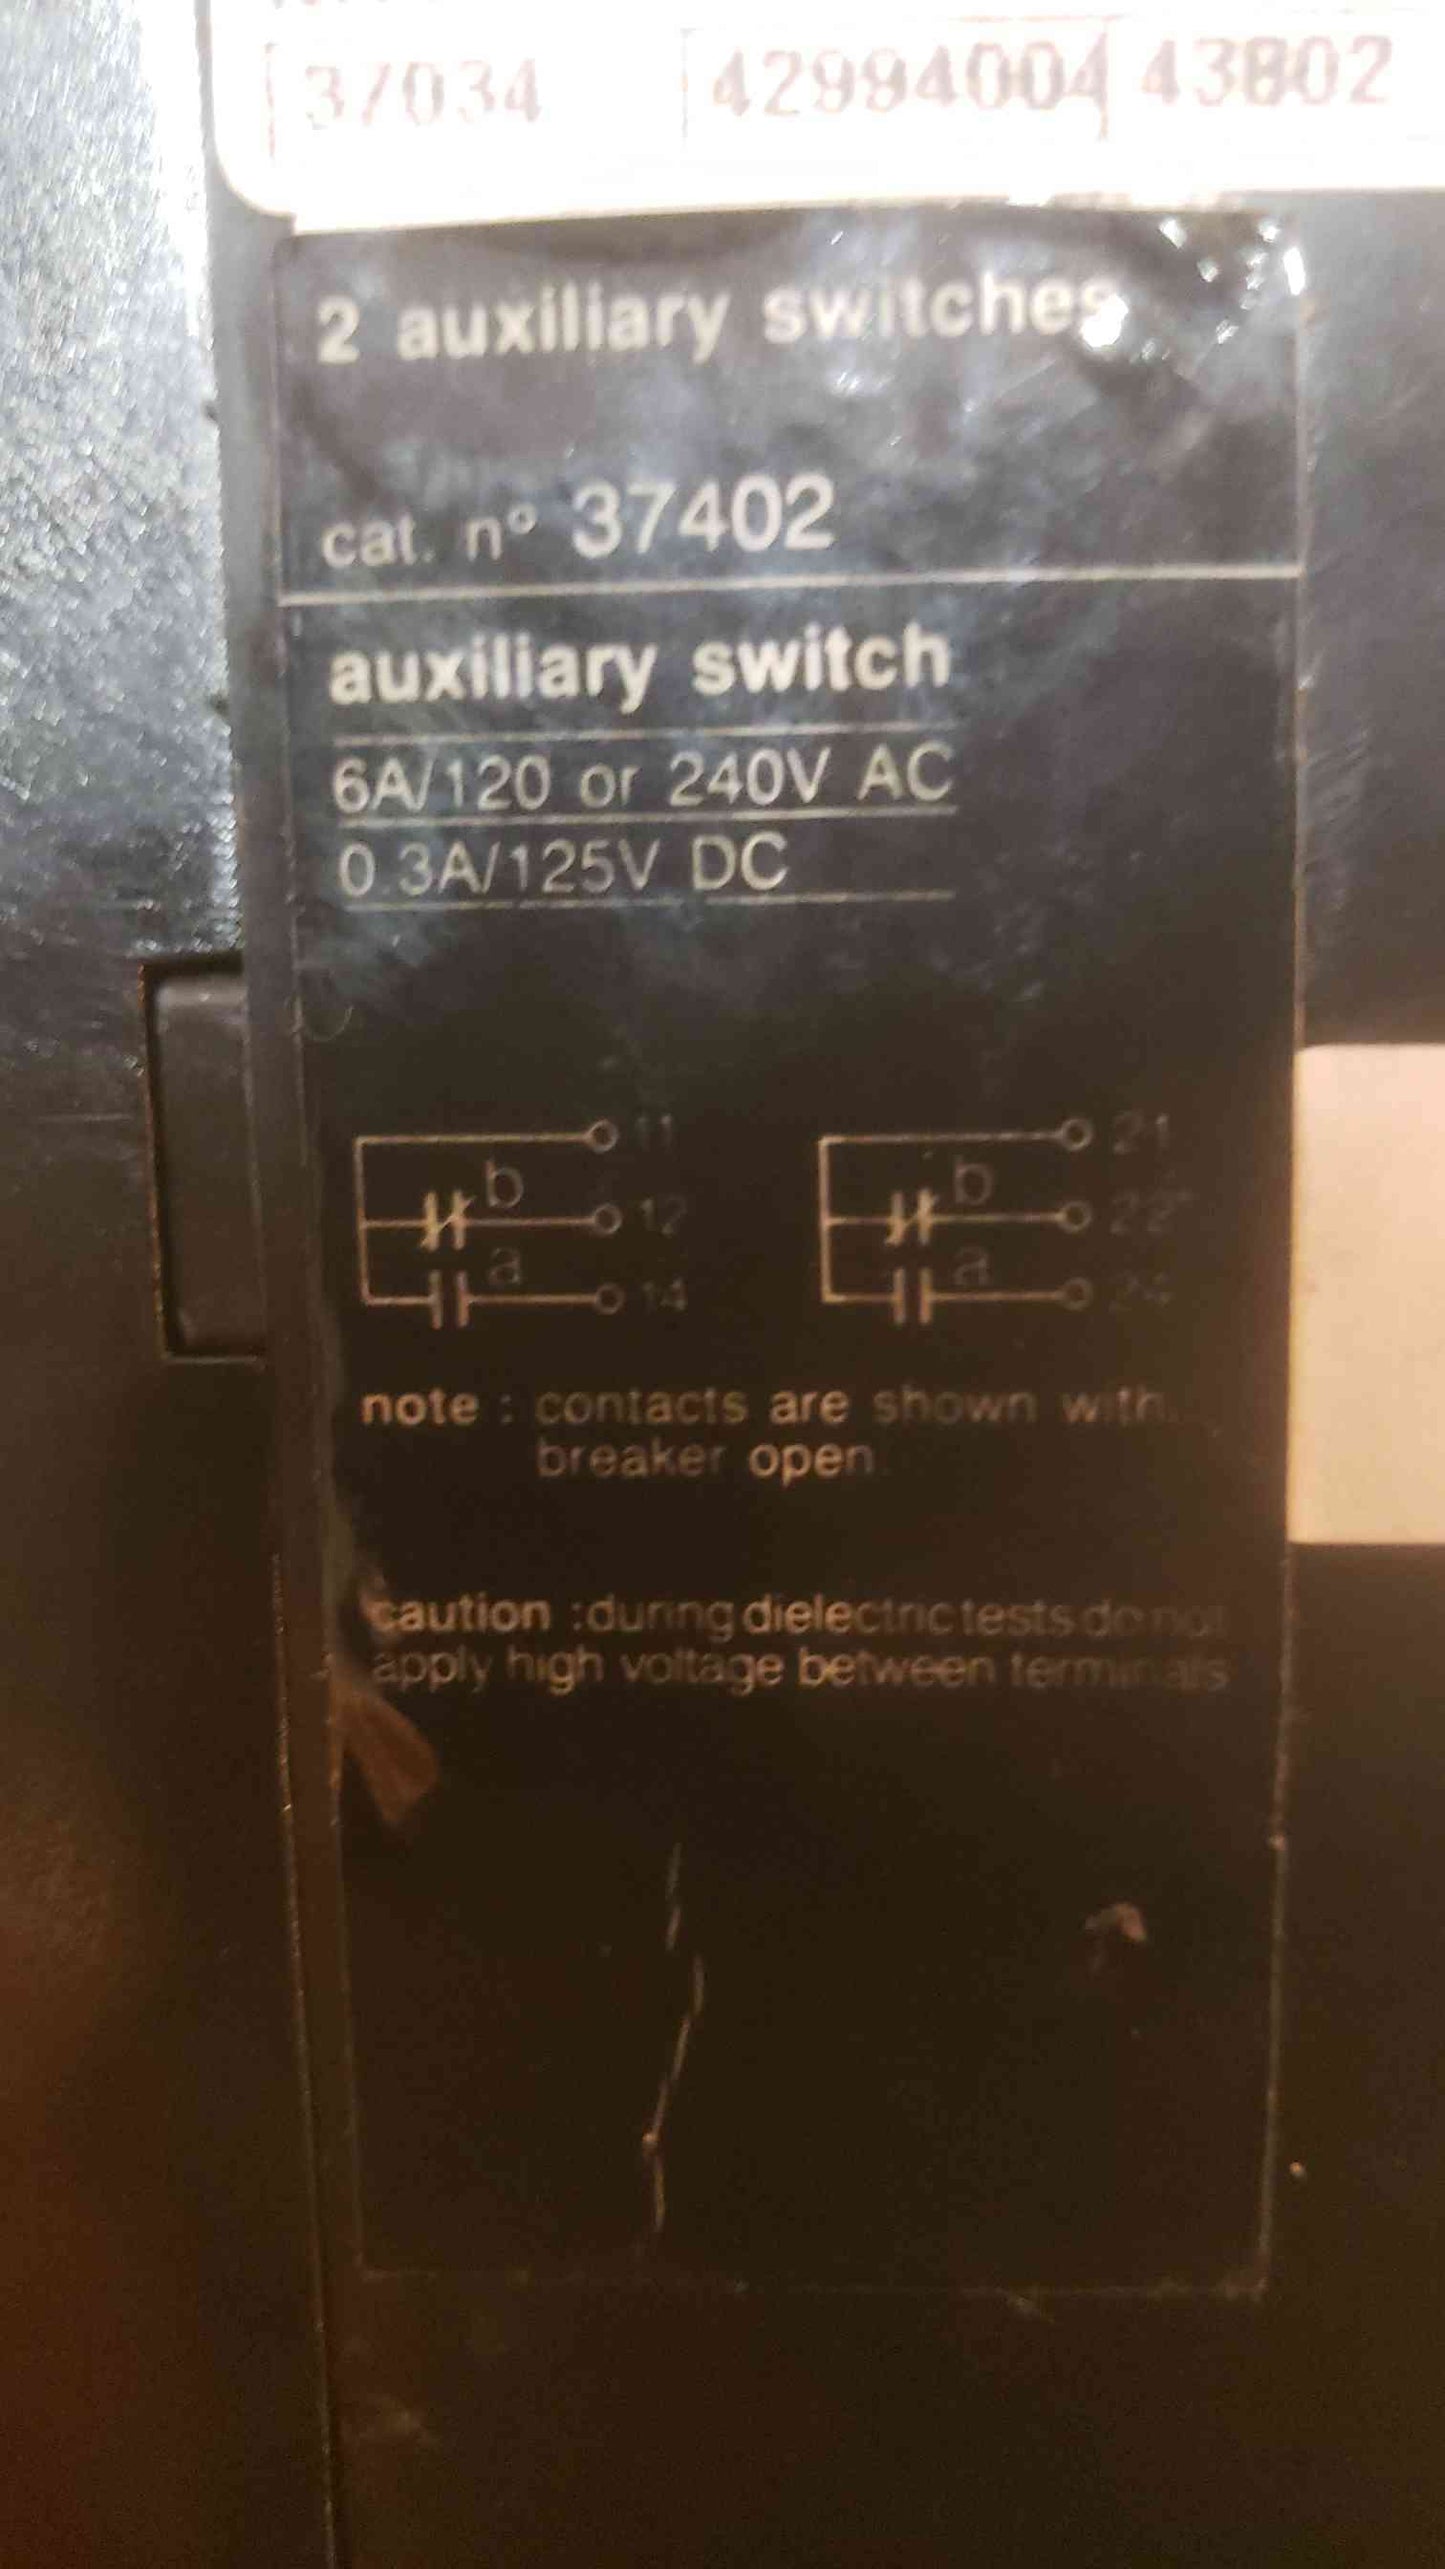 37034 42994004 43802
2 auxiliary switches
cat. nº 37402
auxiliary switch
6A/120 or 240V AC
0.3A/125V DC
11 21
b b
12 22
a a
14 24
note : contacts are shown with
breaker open.
caution : during dielectric tests do not
apply high voltage between terminals